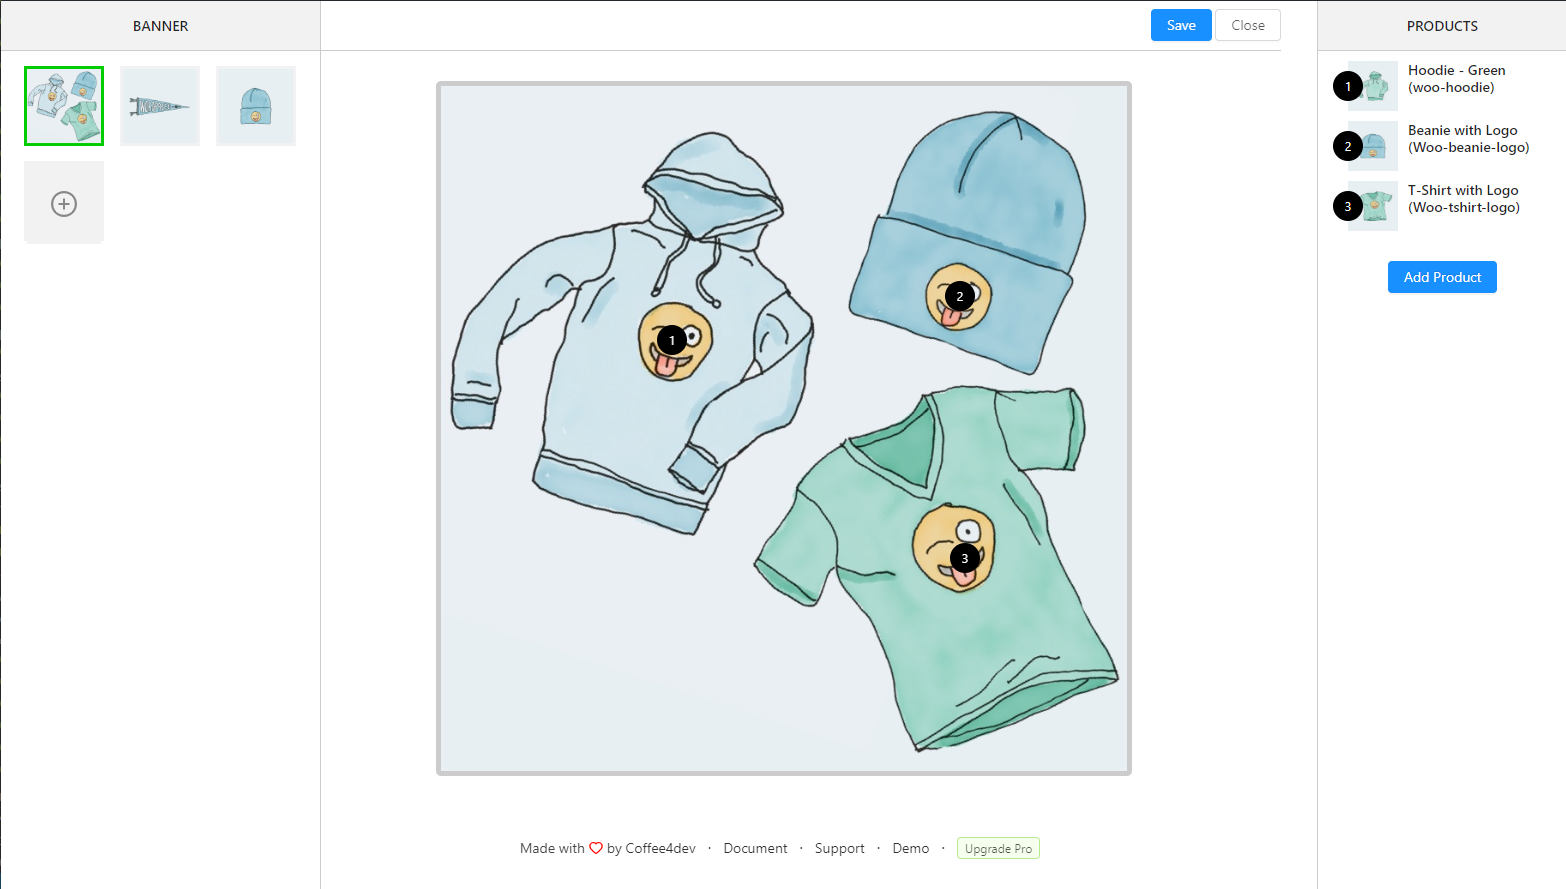 BANNER
Save
Close
PRODUCTS
1
Hoodie - Green
(woo-hoodie)
2
Beanie with Logo
(Woo-beanie-logo)
3
T-Shirt with Logo
(Woo-tshirt-logo)
Add Product
2
1
3
Made with by Coffee4dev · Document · Support · Demo · Upgrade Pro